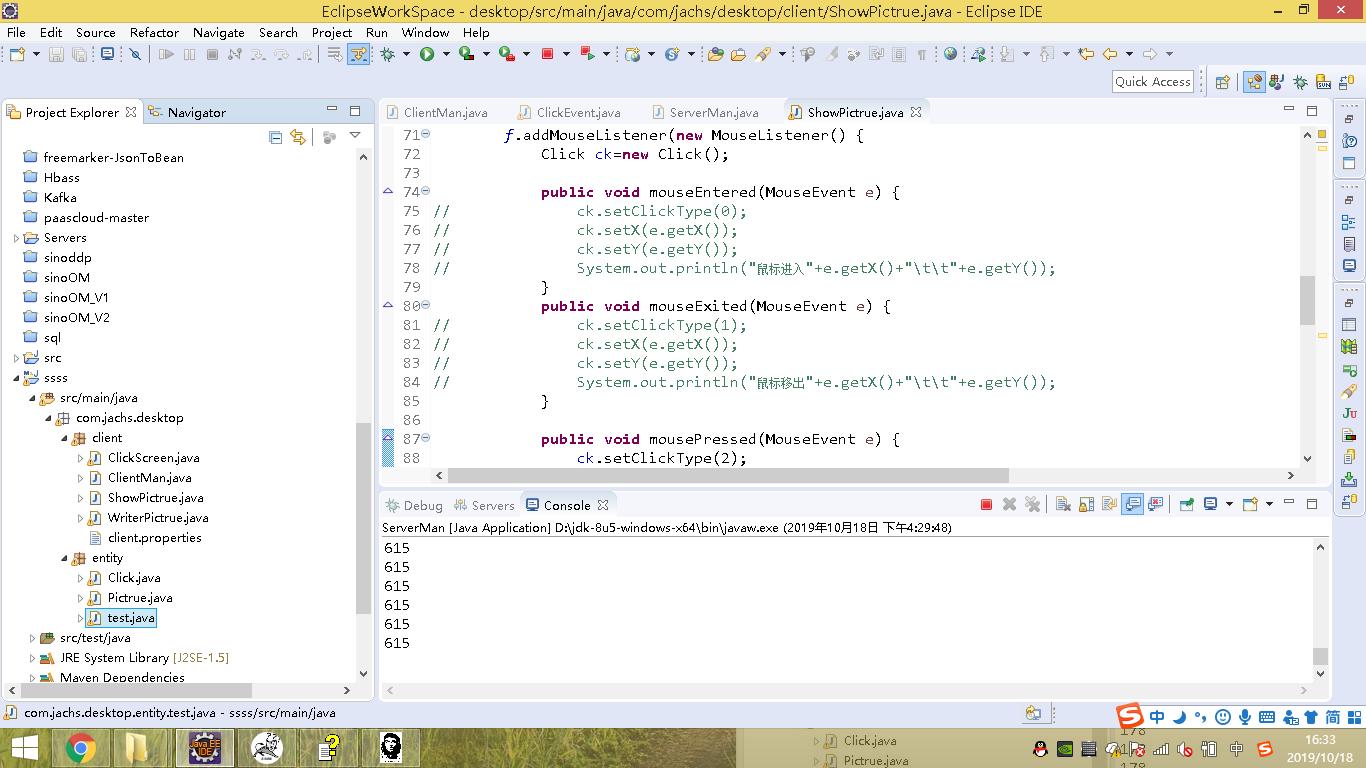 EclipseWorkSpace - desktop/src/main/java/com/jachs/desktop/client/ShowPictrue.java - Eclipse IDE
File Edit Source Refactor Navigate Search Project Run Window Help
Quick Access
Project Explorer
Navigator
freemarker-JsonToBean
Hbass
Kafka
paascloud-master
Servers
sinoddp
sinoOM
sinoOM_V1
sinoOM_V2
sql
src
ssss
src/main/java
com.jachs.desktop
client
ClickScreen.java
ClientMan.java
ShowPictrue.java
WriterPictrue.java
client.properties
entity
Click.java
Pictrue.java
test.java
src/test/java
JRE System Library [J2SE-1.5]
Maven Dependencies
ClientMan.java ClickEvent.java ServerMan.java ShowPictrue.java
71 f.addMouseListener(new MouseListener() {
72 Click ck=new Click();
73
74 public void mouseEntered(MouseEvent e) {
75 // ck.setClickType(0);
76 // ck.setX(e.getX());
77 // ck.setY(e.getY());
78 // System.out.println("鼠标进入"+e.getX()+"\t\t"+e.getY());
79 }
80 public void mouseExited(MouseEvent e) {
81 // ck.setClickType(1);
82 // ck.setX(e.getX());
83 // ck.setY(e.getY());
84 // System.out.println("鼠标移出"+e.getX()+"\t\t"+e.getY());
85 }
86
87 public void mousePressed(MouseEvent e) {
88 ck.setClickType(2);
Debug Servers Console
ServerMan [Java Application] D:\jdk-8u5-windows-x64\bin\javaw.exe (2019年10月18日 下午4:29:48)
615
615
615
615
615
615
com.jachs.desktop.entity.test.java - ssss/src/main/java
中
简
Java EE
IDE
Click.java
Pictrue.java
178
中
16:33
2019/10/18